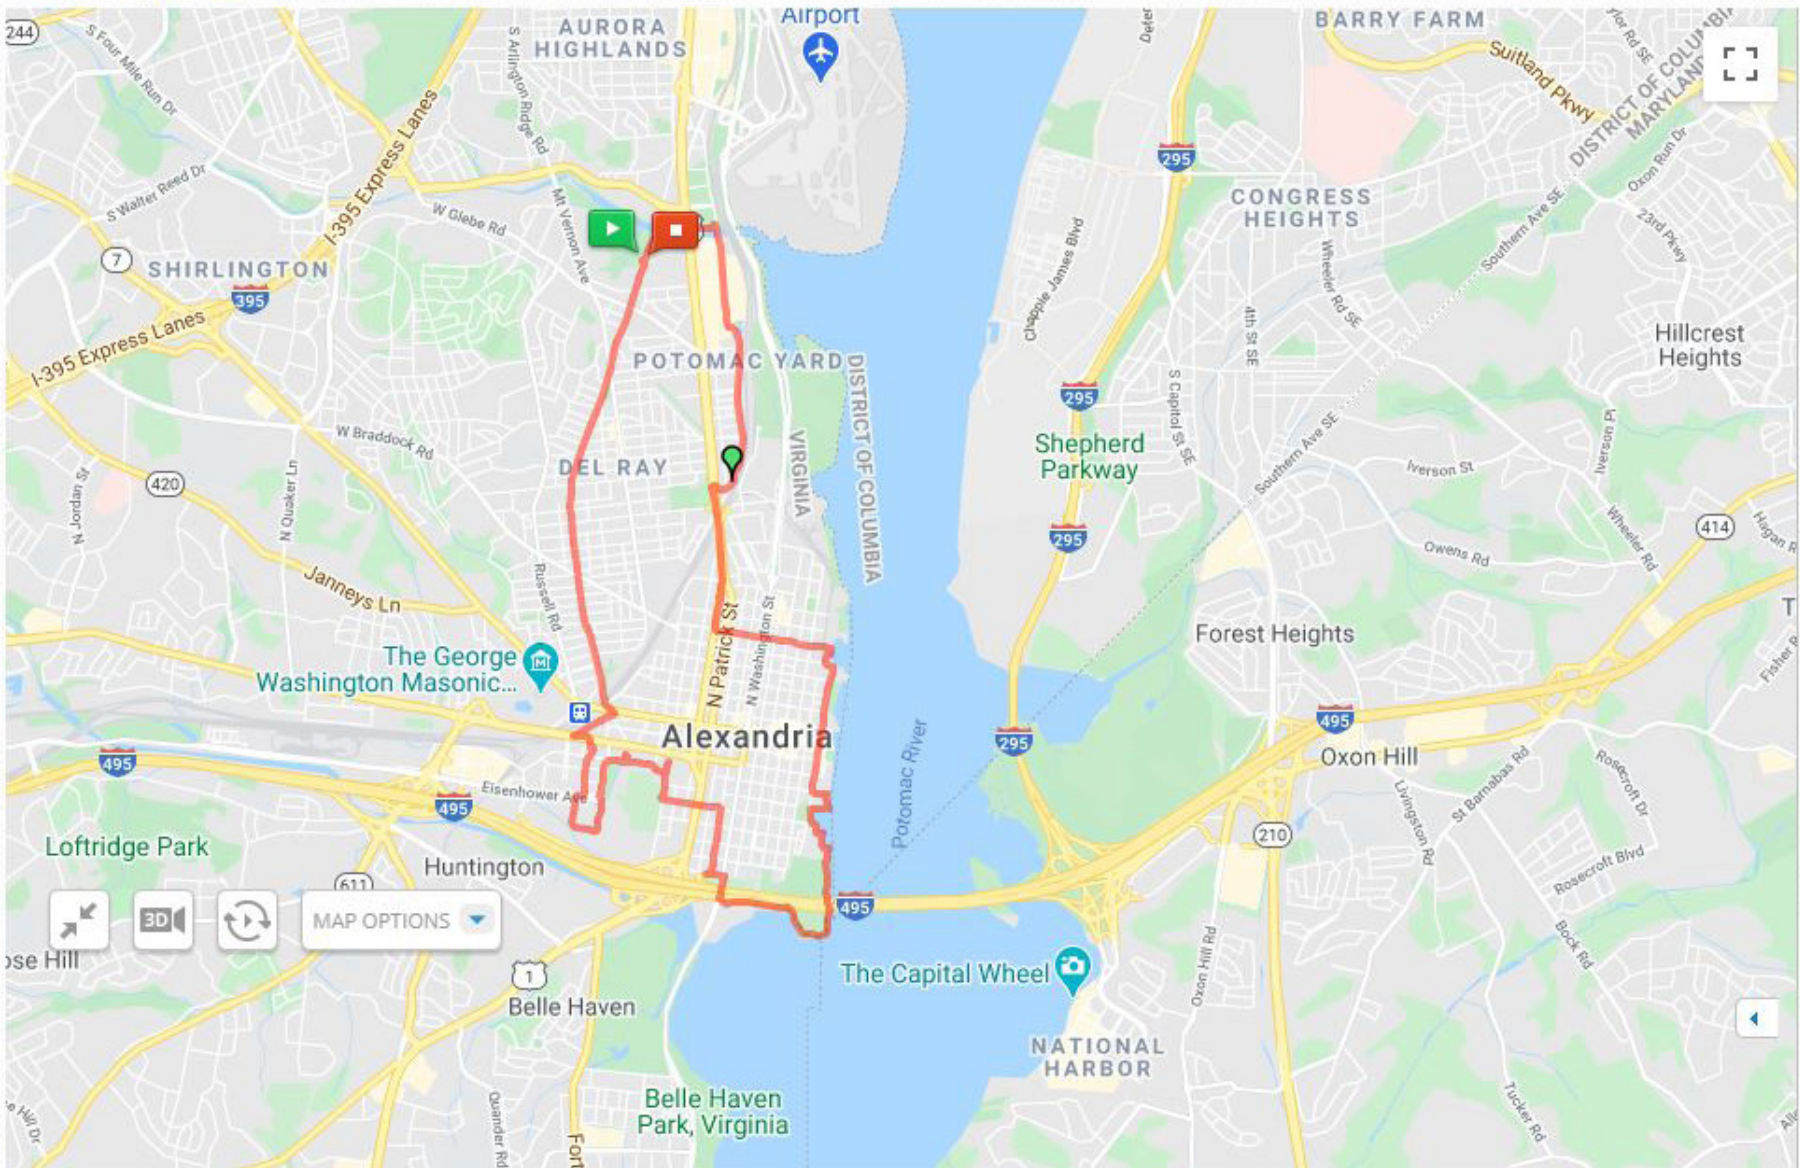 Airport
AURORA
HIGHLANDS
BARRY FARM
244
S Four Mile Run Dr
S Arlington Ridge Rd
I-395 Express Lanes
Suitland Pkwy
DISTRICT OF COLUMBIA
MARYLAND
295
Oxon Run Dr
S Walter Reed Dr
W Glebe Rd
Mt Vernon Ave
CONGRESS
HEIGHTS
23rd Pkwy
Southern Ave SE
7
SHIRLINGTON
395
Chapple James Blvd
Wheeler Rd SE
4th St SE
I-395 Express Lanes
Hillcrest
Heights
POTOMAC YARD
DISTRICT OF COLUMBIA
VIRGINIA
295
S Capitol St SE
Shepherd
Parkway
W Braddock Rd
DEL RAY
Southern Ave SE
Iverson St
Iverson Pl
420
N Jordan St
N Quaker Ln
295
Wheeler Rd
414
Owens Rd
Janneys Ln
Russell Rd
N Patrick St
N Washington St
Forest Heights
The George
Washington Masonic...
Alexandria
Potomac River
295
495
Oxon Hill
495
Eisenhower Ave
495
St Barnabas Rd
Rosecroft Dr
Livingston Rd
210
Loftridge Park
Huntington
Rosecroft Blvd
611
3D
MAP OPTIONS
495
Bock Rd
Oxon Hill Rd
1
Belle Haven
The Capital Wheel
NATIONAL
HARBOR
Belle Haven
Park, Virginia
Quander Rd
Fort
Tucker Rd